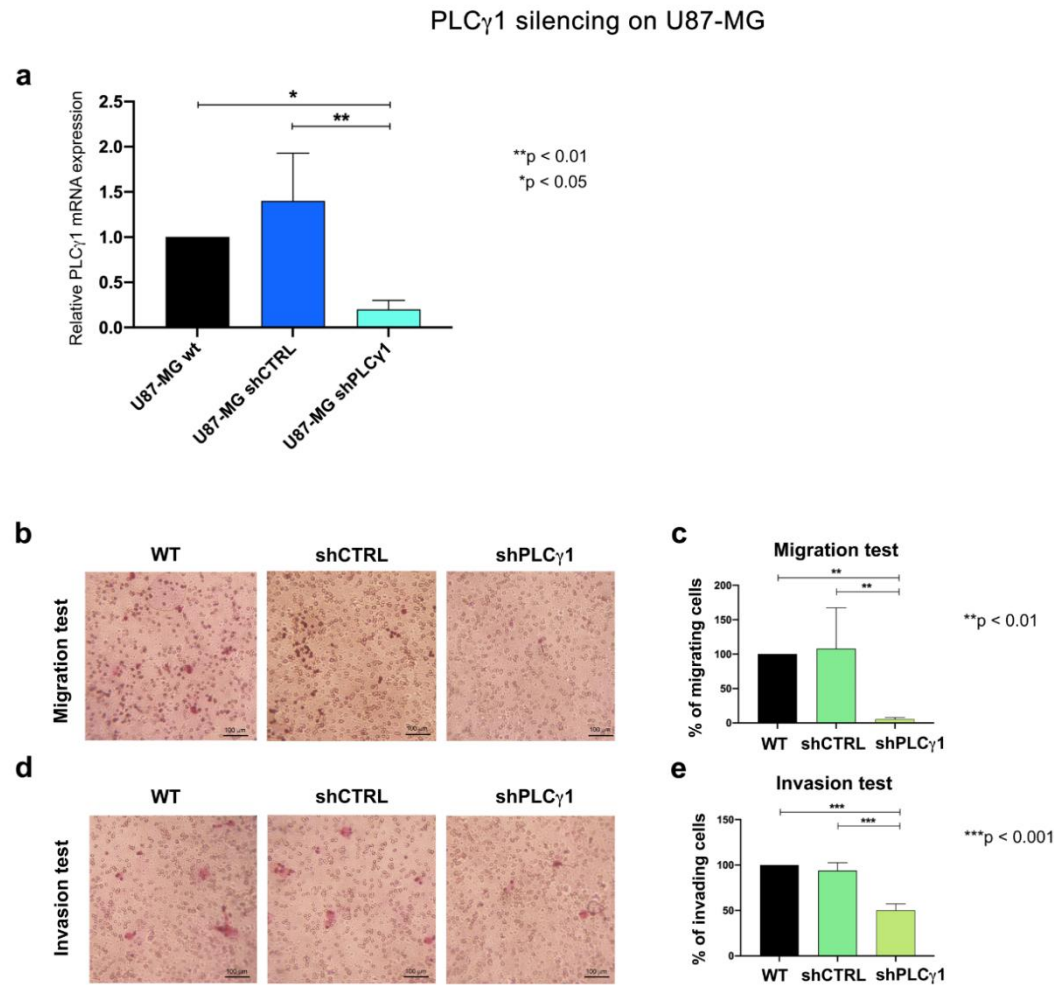 PLCγ1 silencing on U87-MG
a
Relative PLCγ1 mRNA expression
2.5
2.0
1.5
1.0
0.5
0.0
*
**
U87-MG wt
U87-MG shCTRL
U87-MG shPLCγ1
**p < 0.01
*p < 0.05
b
WT
shCTRL
shPLCγ1
Migration test
100 µm
100 µm
100 µm
c
Migration test
% of migrating cells
200
150
100
50
0
**
**
WT
shCTRL
shPLCγ1
**p < 0.01
d
WT
shCTRL
shPLCγ1
Invasion test
100 µm
100 µm
100 µm
e
Invasion test
% of invading cells
150
100
50
0
***
***
WT
shCTRL
shPLCγ1
***p < 0.001